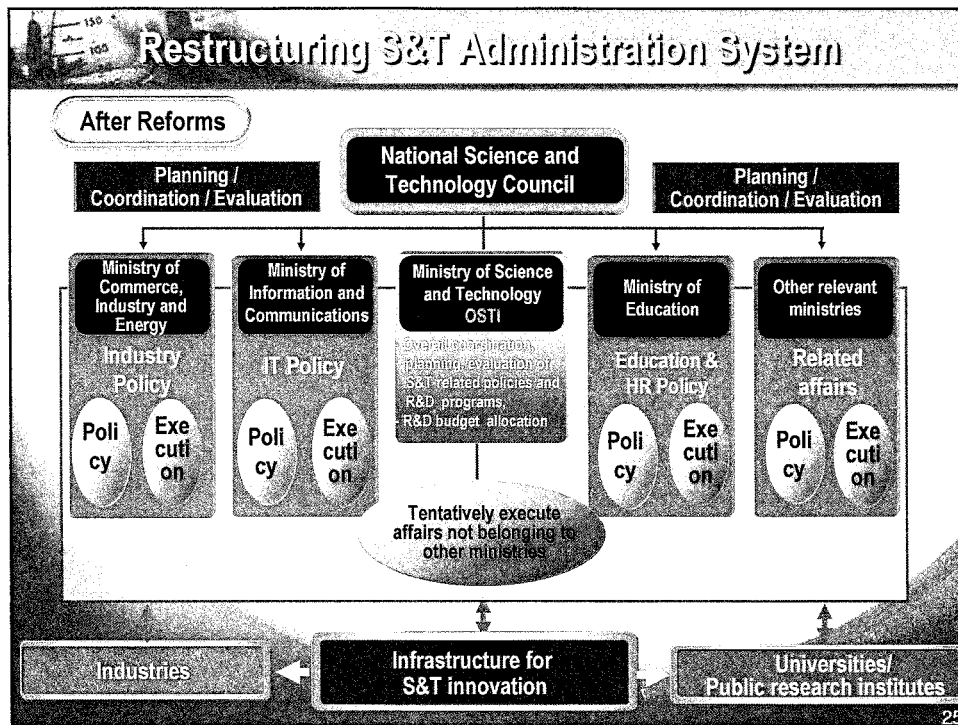 150
100
Restructuring S&T Administration System
After Reforms
National Science and
Technology Council
Planning /
Coordination / Evaluation
Planning /
Coordination / Evaluation
Ministry of
Commerce,
Industry and
Energy
Industry
Policy
Poli
cy
Exe
cuti
on
Ministry of
Information and
Communications
IT Policy
Poli
cy
Exe
cuti
on
Ministry of Science
and Technology
OSTI
- Overall coordination,
planning, evaluation of
S&T-related policies and
R&D programs,
- R&D budget allocation
Tentatively execute
affairs not belonging to
other ministries
Ministry of
Education
Education &
HR Policy
Poli
cy
Exe
cuti
on
Other relevant
ministries
Related
affairs
Poli
cy
Exe
cuti
on
Industries
Infrastructure for
S&T innovation
Universities/
Public research institutes
25